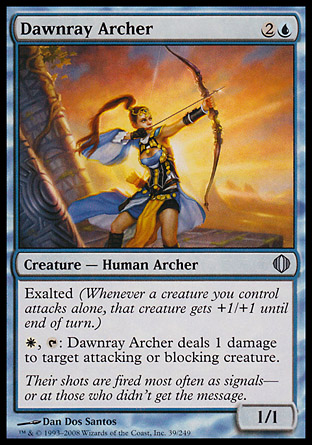 Dawnray Archer 2
Creature — Human Archer
Exalted (Whenever a creature you control
attacks alone, that creature gets +1/+1 until
end of turn.)
, : Dawnray Archer deals 1 damage
to target attacking or blocking creature.
Their shots are fired most often as signals—
or at those who didn't get the message.
Dan Dos Santos
™ & © 1993–2008 Wizards of the Coast, Inc. 39/249
1/1